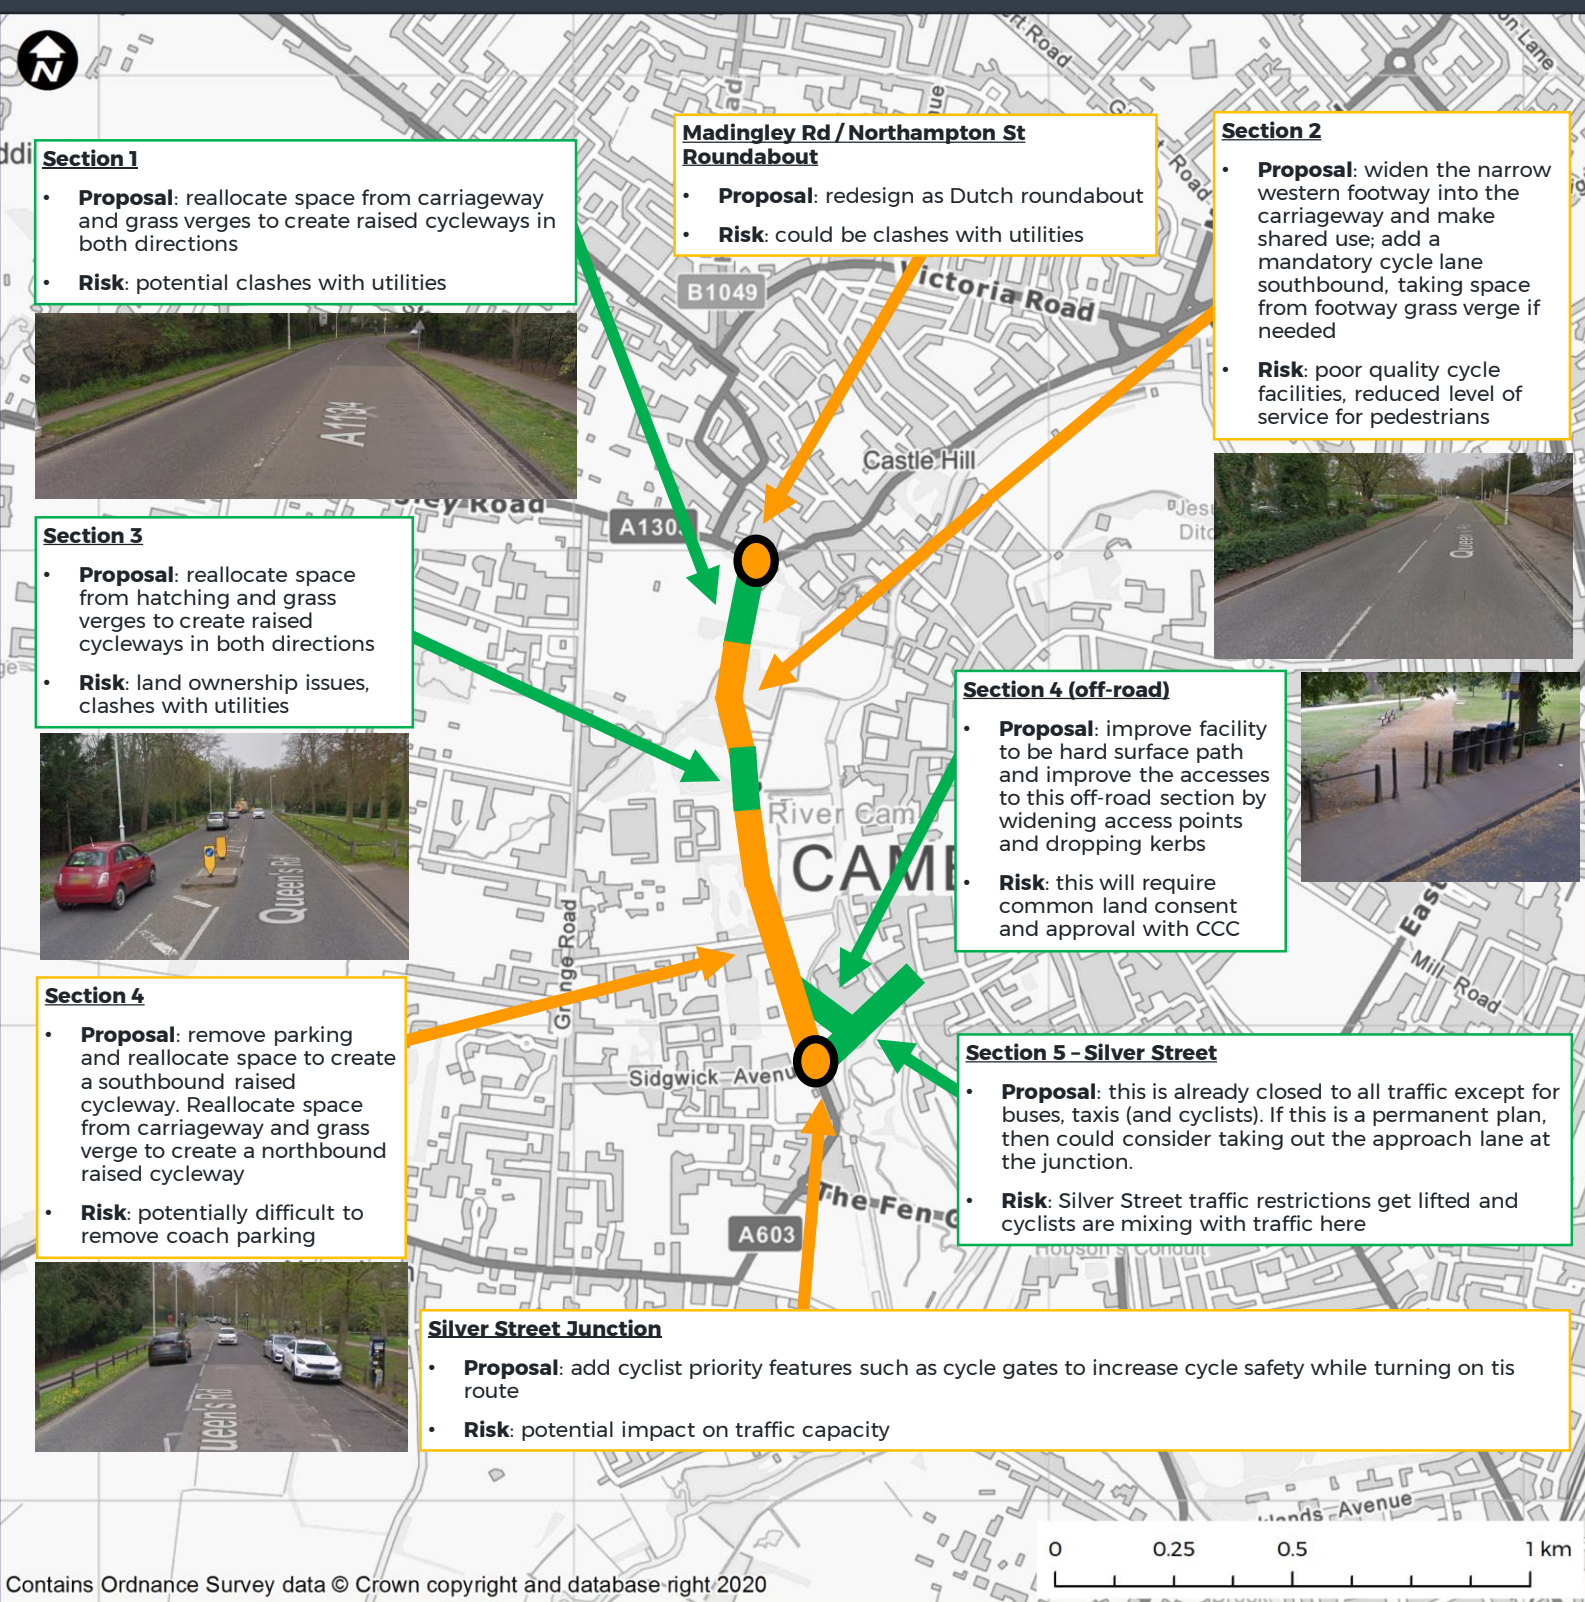 N
Section 1
• Proposal: reallocate space from carriageway
and grass verges to create raised cycleways in
both directions
• Risk: potential clashes with utilities
A1134
Madingley Rd / Northampton St
Roundabout
• Proposal: redesign as Dutch roundabout
• Risk: could be clashes with utilities
Section 2
• Proposal: widen the narrow
western footway into the
carriageway and make
shared use; add a
mandatory cycle lane
southbound, taking space
from footway grass verge if
needed
• Risk: poor quality cycle
facilities, reduced level of
service for pedestrians
B1049
Victoria Road
Castle Hill
Road
A130
Section 3
• Proposal: reallocate space
from hatching and grass
verges to create raised
cycleways in both directions
• Risk: land ownership issues,
clashes with utilities
Queen's Rd
Section 4 (off-road)
• Proposal: improve facility
to be hard surface path
and improve the accesses
to this off-road section by
widening access points
and dropping kerbs
• Risk: this will require
common land consent
and approval with CCC
River Cam
CAMB
Grange Road
East
Mill Road
Section 4
• Proposal: remove parking
and reallocate space to create
a southbound raised
cycleway. Reallocate space
from carriageway and grass
verge to create a northbound
raised cycleway
• Risk: potentially difficult to
remove coach parking
ueen's Rd
Sidgwick Avenu
Section 5 – Silver Street
• Proposal: this is already closed to all traffic except for
buses, taxis (and cyclists). If this is a permanent plan,
then could consider taking out the approach lane at
the junction.
• Risk: Silver Street traffic restrictions get lifted and
cyclists are mixing with traffic here
The Fen
A603
Hobson's Conduit
Silver Street Junction
• Proposal: add cyclist priority features such as cycle gates to increase cycle safety while turning on tis
route
• Risk: potential impact on traffic capacity
lands Avenue
0 0.25 0.5 1 km
Contains Ordnance Survey data © Crown copyright and database right 2020